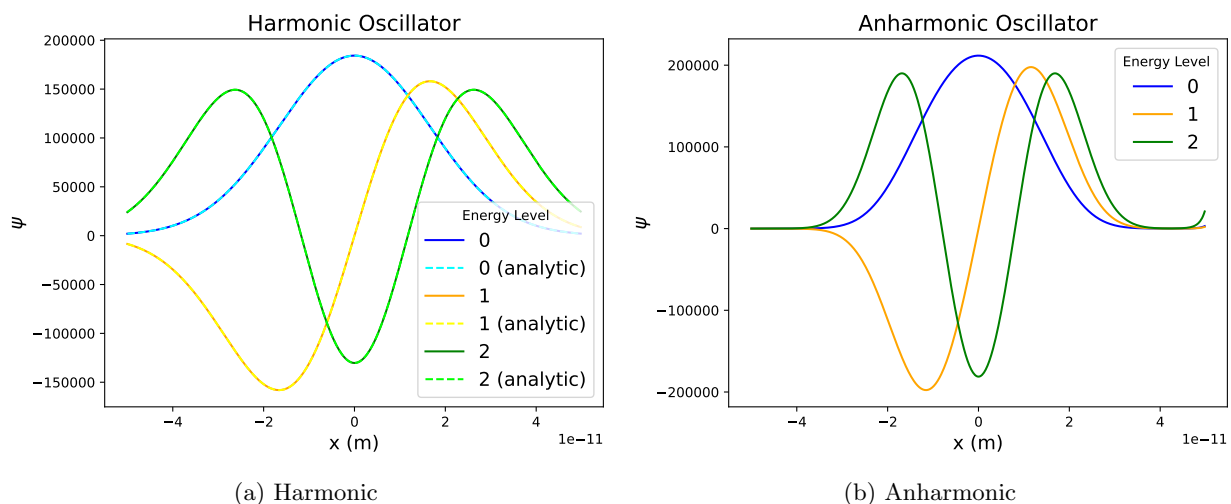 Harmonic Oscillator
200000
150000
100000
50000
0
−50000
−100000
−150000
ψ
−4
−2
0
2
4
1e−11
x (m)
Energy Level
0
0 (analytic)
1
1 (analytic)
2
2 (analytic)
(a) Harmonic
Anharmonic Oscillator
200000
100000
0
−100000
−200000
ψ
−4
−2
0
2
4
1e−11
x (m)
Energy Level
0
1
2
(b) Anharmonic